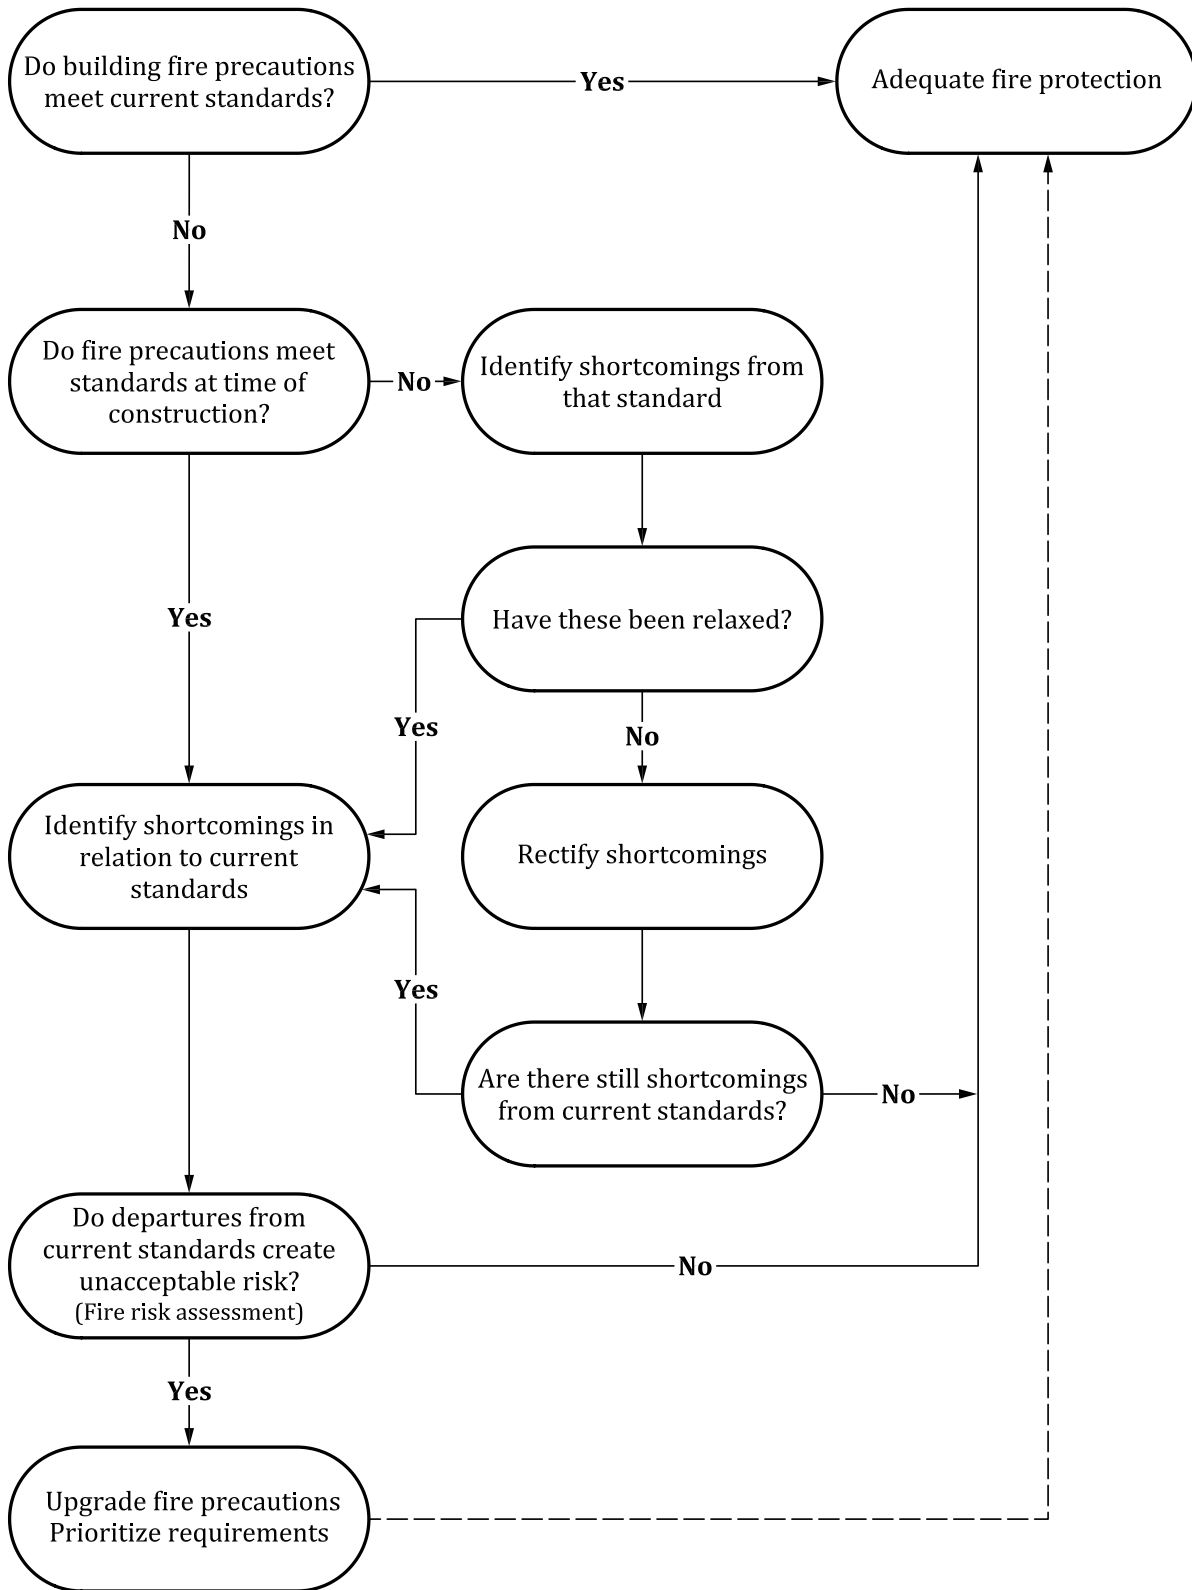 Do building fire precautions
meet current standards?
Yes
Adequate fire protection
No
Do fire precautions meet
standards at time of
construction?
No
Identify shortcomings from
that standard
Yes
Have these been relaxed?
Yes
No
Identify shortcomings in
relation to current
standards
Rectify shortcomings
Yes
Are there still shortcomings
from current standards?
No
Do departures from
current standards create
unacceptable risk?
(Fire risk assessment)
No
Yes
Upgrade fire precautions
Prioritize requirements